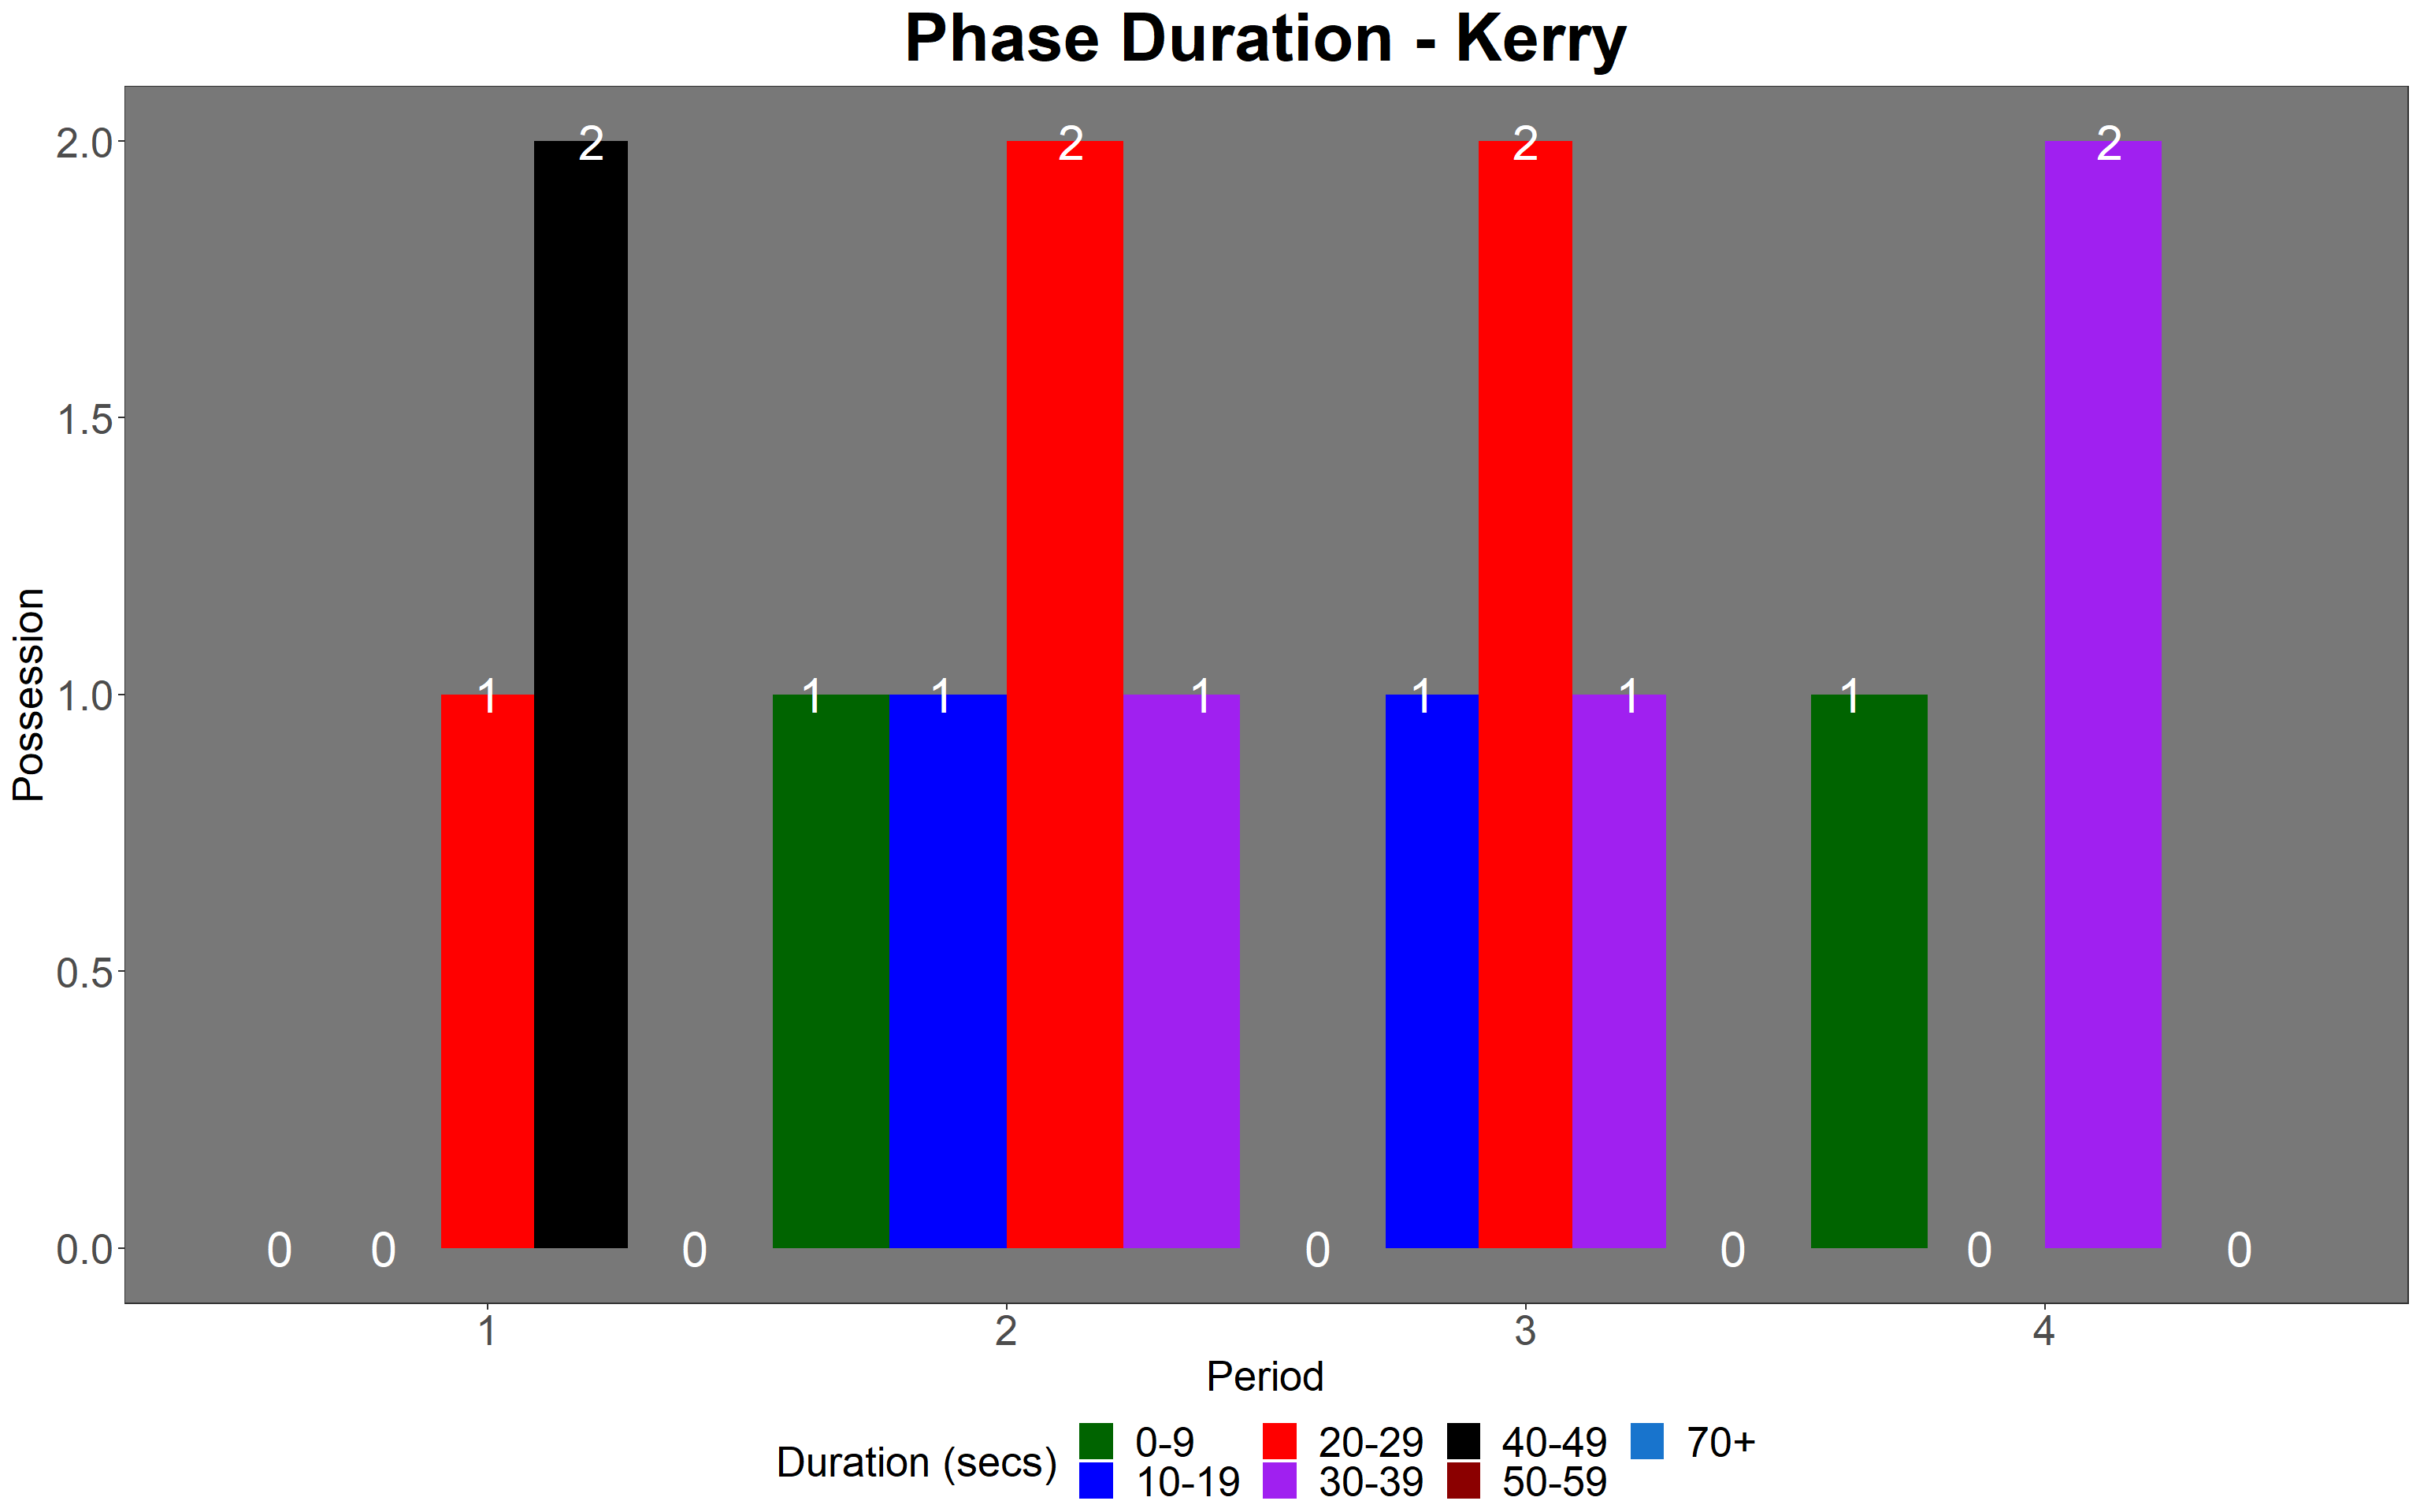 Phase Duration - Kerry
2.0
1.5
1.0
0.5
0.0
Possession
2 2 2 2
1 1 1 1 1 1 1
0 0 0 0 0 0 0
1 2 3 4
Period
Duration (secs) 0-9 20-29 40-49 70+
10-19 30-39 50-59